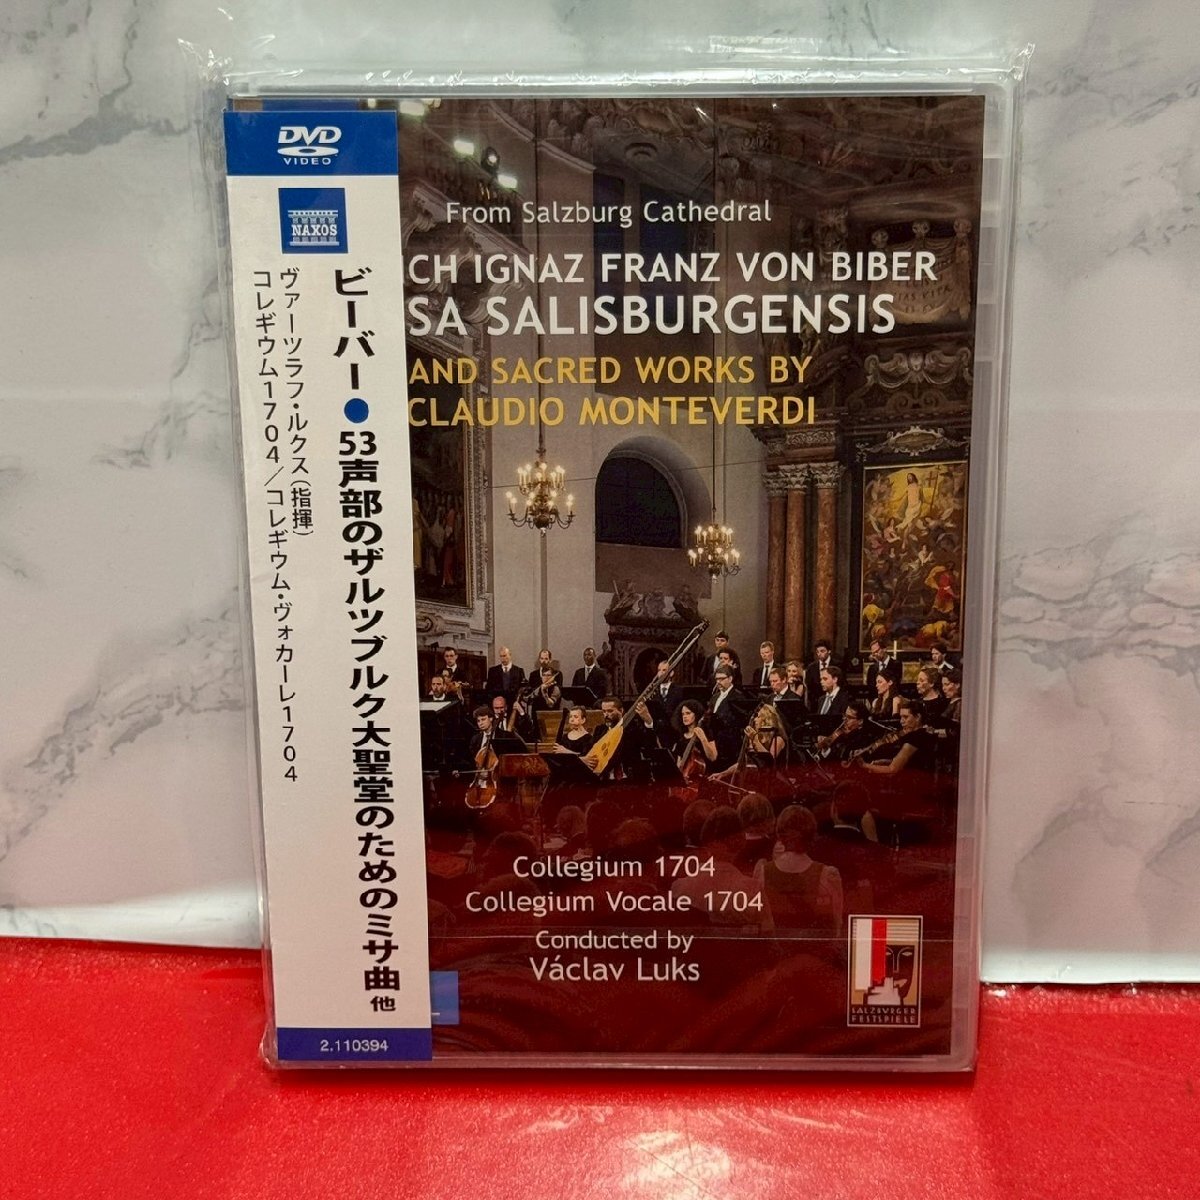 DVD
VIDEO
NAXOS
ビーバー●53声部のザルツブルク大聖堂のためのミサ曲 他
ヴァーツラフ・ルクス(指揮)
コレギウム1704/コレギウム・ヴォカーレ1704
2.110394
From Salzburg Cathedral
ICH IGNAZ FRANZ VON BIBER
SA SALISBURGENSIS
AND SACRED WORKS BY
CLAUDIO MONTEVERDI
Collegium 1704
Collegium Vocale 1704
Conducted by
Václav Luks
SALZBURGER
FESTSPIELE